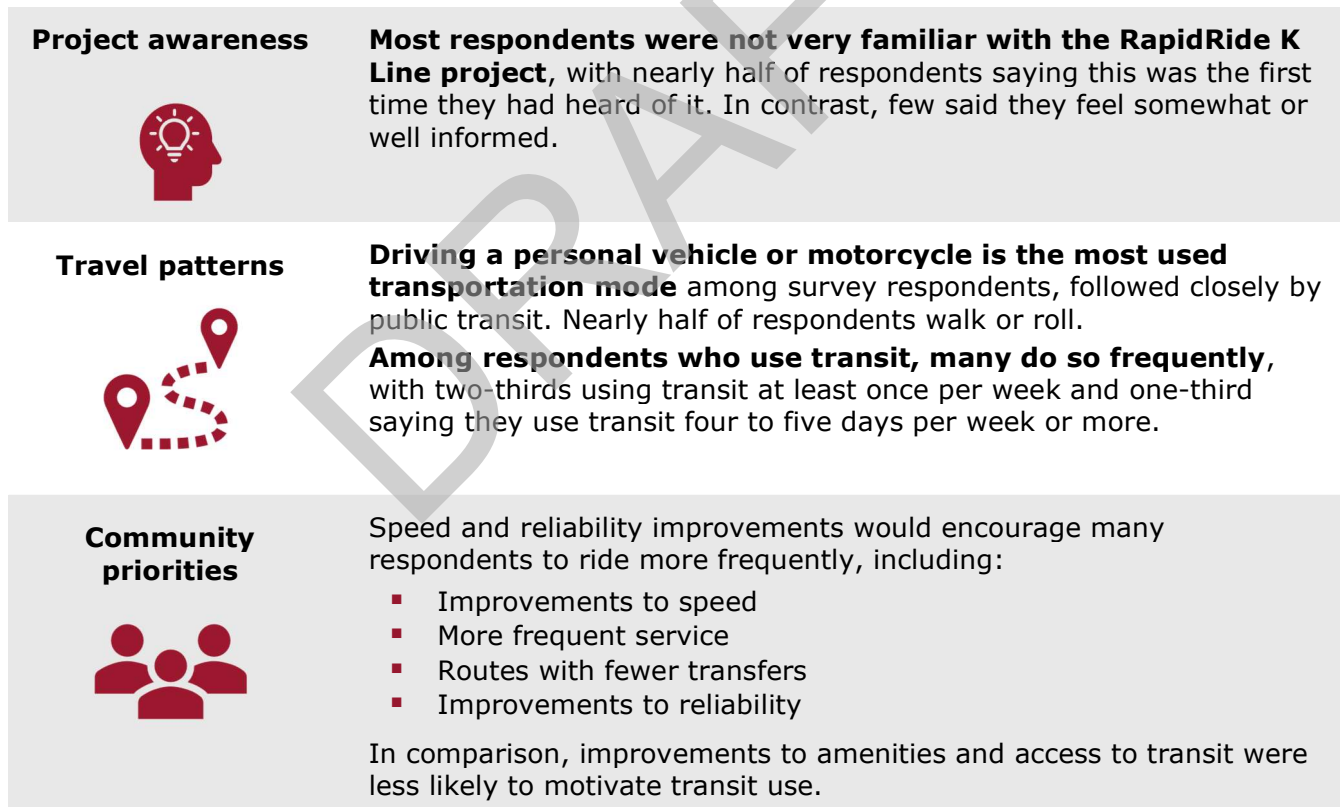 Project awareness
Most respondents were not very familiar with the RapidRide K
Line project, with nearly half of respondents saying this was the first
time they had heard of it. In contrast, few said they feel somewhat or
well informed.
Travel patterns
Driving a personal vehicle or motorcycle is the most used
transportation mode among survey respondents, followed closely by
public transit. Nearly half of respondents walk or roll.
Among respondents who use transit, many do so frequently,
with two-thirds using transit at least once per week and one-third
saying they use transit four to five days per week or more.
Community
priorities
Speed and reliability improvements would encourage many
respondents to ride more frequently, including:
▪ Improvements to speed
▪ More frequent service
▪ Routes with fewer transfers
▪ Improvements to reliability
In comparison, improvements to amenities and access to transit were
less likely to motivate transit use.